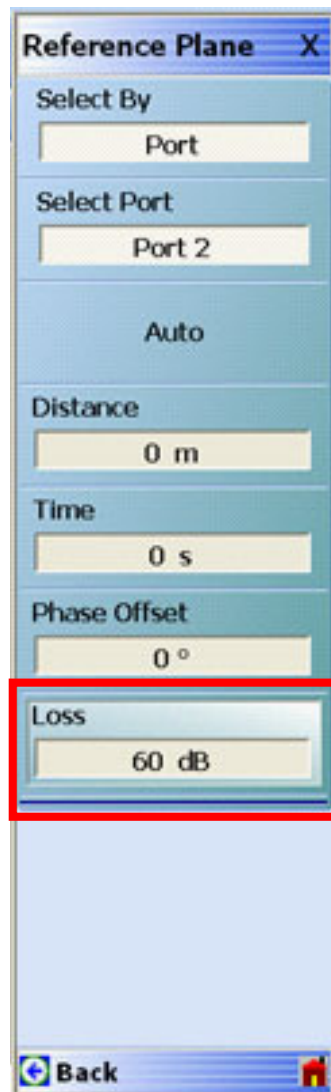 Reference Plane X
Select By
Port
Select Port
Port 2
Auto
Distance
0 m
Time
0 s
Phase Offset
0 °
Loss
60 dB
Back